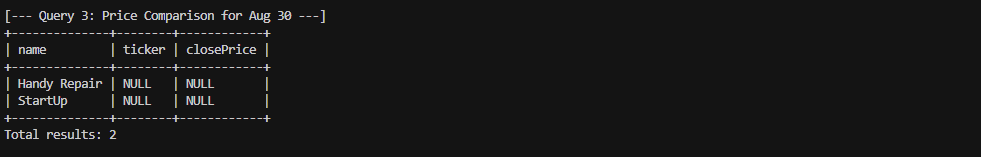 [--- Query 3: Price Comparison for Aug 30 ---]
+--------------+--------+------------+
| name         | ticker | closePrice |
+--------------+--------+------------+
| Handy Repair | NULL   | NULL       |
| StartUp      | NULL   | NULL       |
+--------------+--------+------------+
Total results: 2